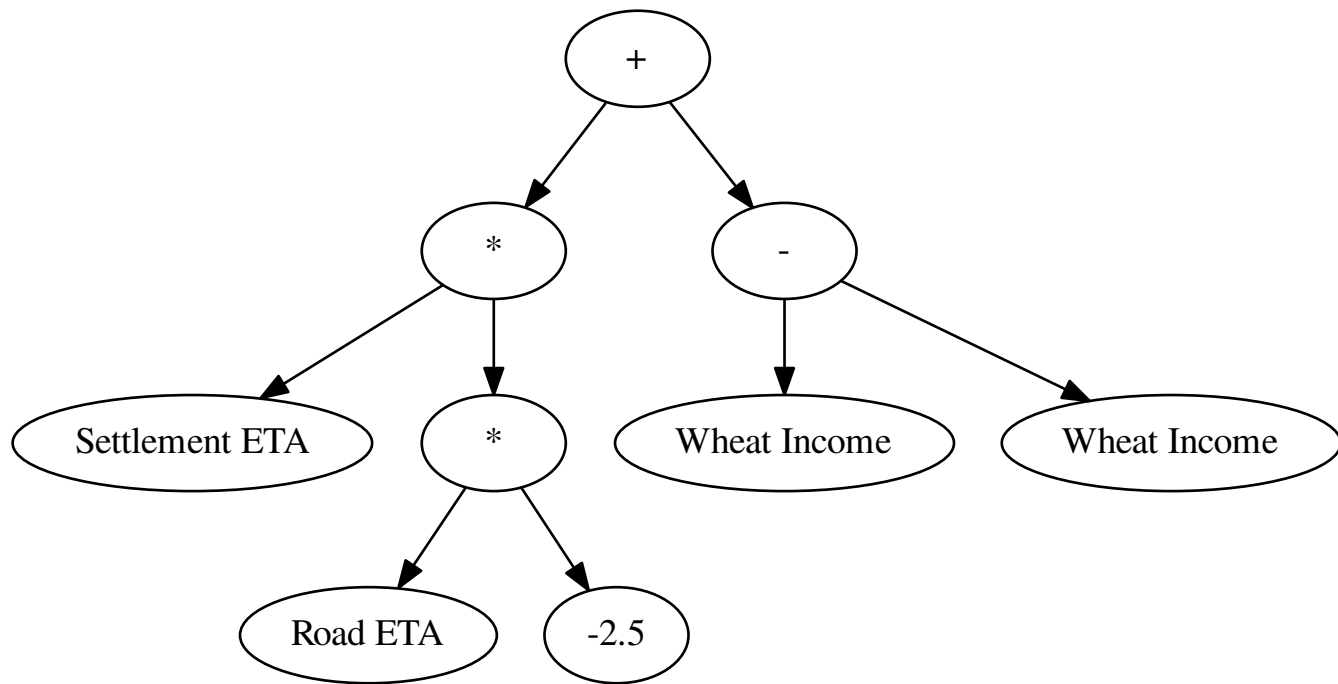 +
*
-
Settlement ETA
*
Wheat Income
Wheat Income
Road ETA
-2.5